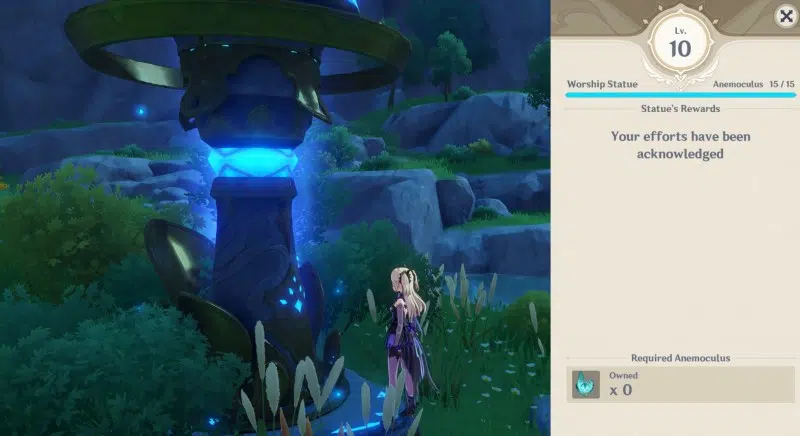 Lv.
10
Worship Statue Anemoculus 15 / 15
Statue's Rewards
Your efforts have been
acknowledged
Required Anemoculus
Owned
x 0